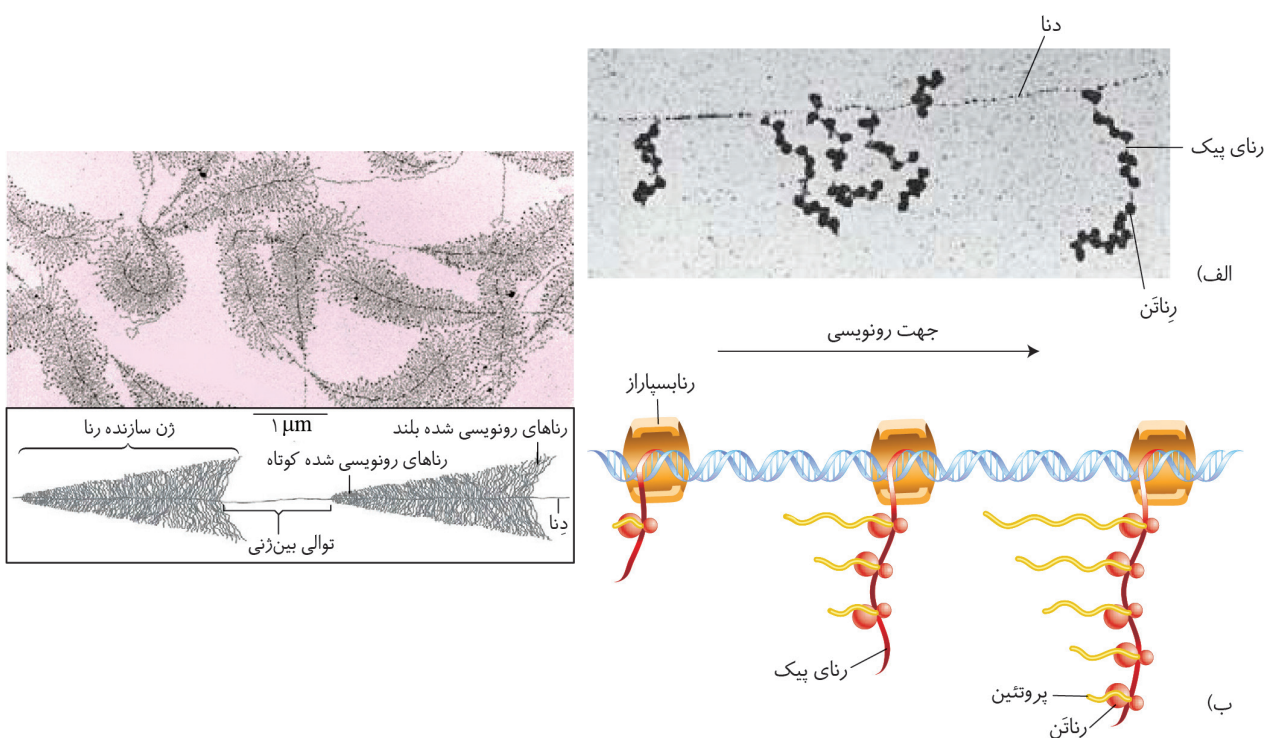 دنا
رنای پیک
رِناتَن
الف)
جهت رونویسی
رنابسپاراز
رنای پیک
پروتئین
رناتَن
ب)
۱ µm
ژن سازنده رنا
رناهای رونویسی شده بلند
رناهای رونویسی شده کوتاه
توالی بین‌ژنی
دِنا